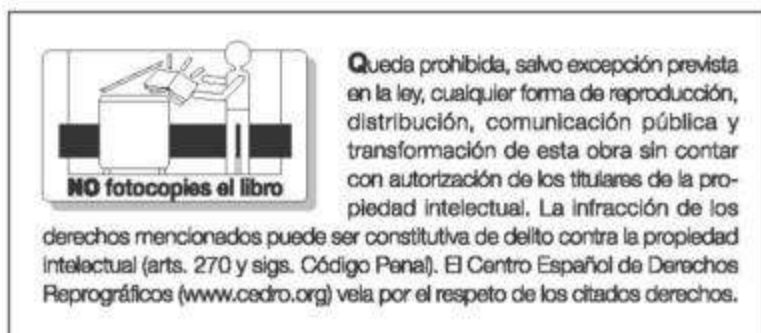 Queda prohibida, salvo excepción prevista
en la ley, cualquier forma de reproducción,
distribución, comunicación pública y
transformación de esta obra sin contar
con autorización de los titulares de la pro-
piedad intelectual. La infracción de los
NO fotocopies el libro
derechos mencionados puede ser constitutiva de delito contra la propiedad
intelectual (arts. 270 y sigs. Código Penal). El Centro Español de Derechos
Reprográficos (www.cedro.org) vela por el respeto de los citados derechos.